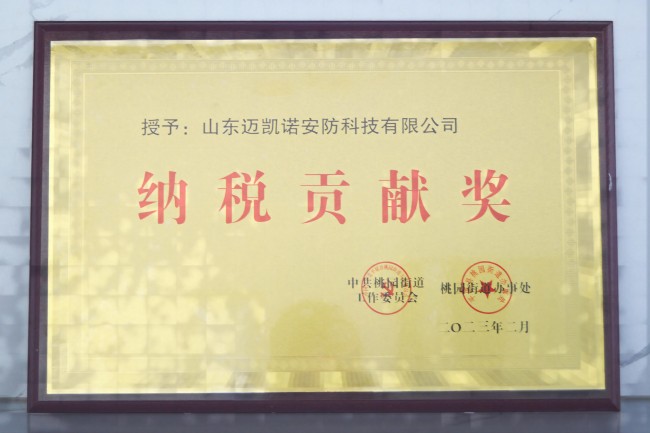 授予：山东迈凯诺安防科技有限公司
纳税贡献奖
中共桃园街道
工作委员会
桃园街道办事处
二〇二三年二月